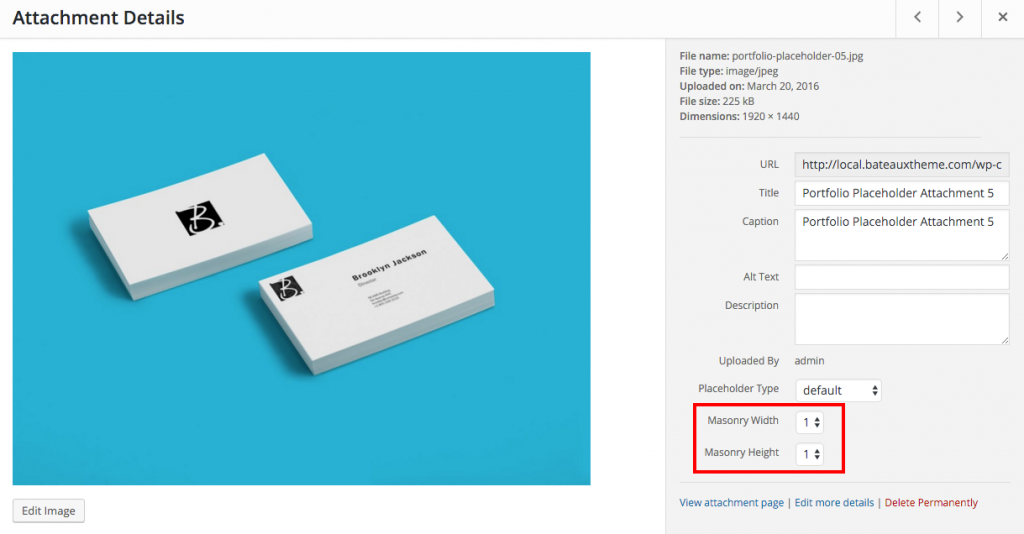 Attachment Details
File name: portfolio-placeholder-05.jpg
File type: image/jpeg
Uploaded on: March 20, 2016
File size: 225 kB
Dimensions: 1920 × 1440
URL http://local.bateauxtheme.com/wp-c
Title Portfolio Placeholder Attachment 5
Caption Portfolio Placeholder Attachment 5
Alt Text
Description
Uploaded By admin
Placeholder Type default
Masonry Width 1
Masonry Height 1
View attachment page | Edit more details | Delete Permanently
B
B
Brooklyn Jackson
Edit Image